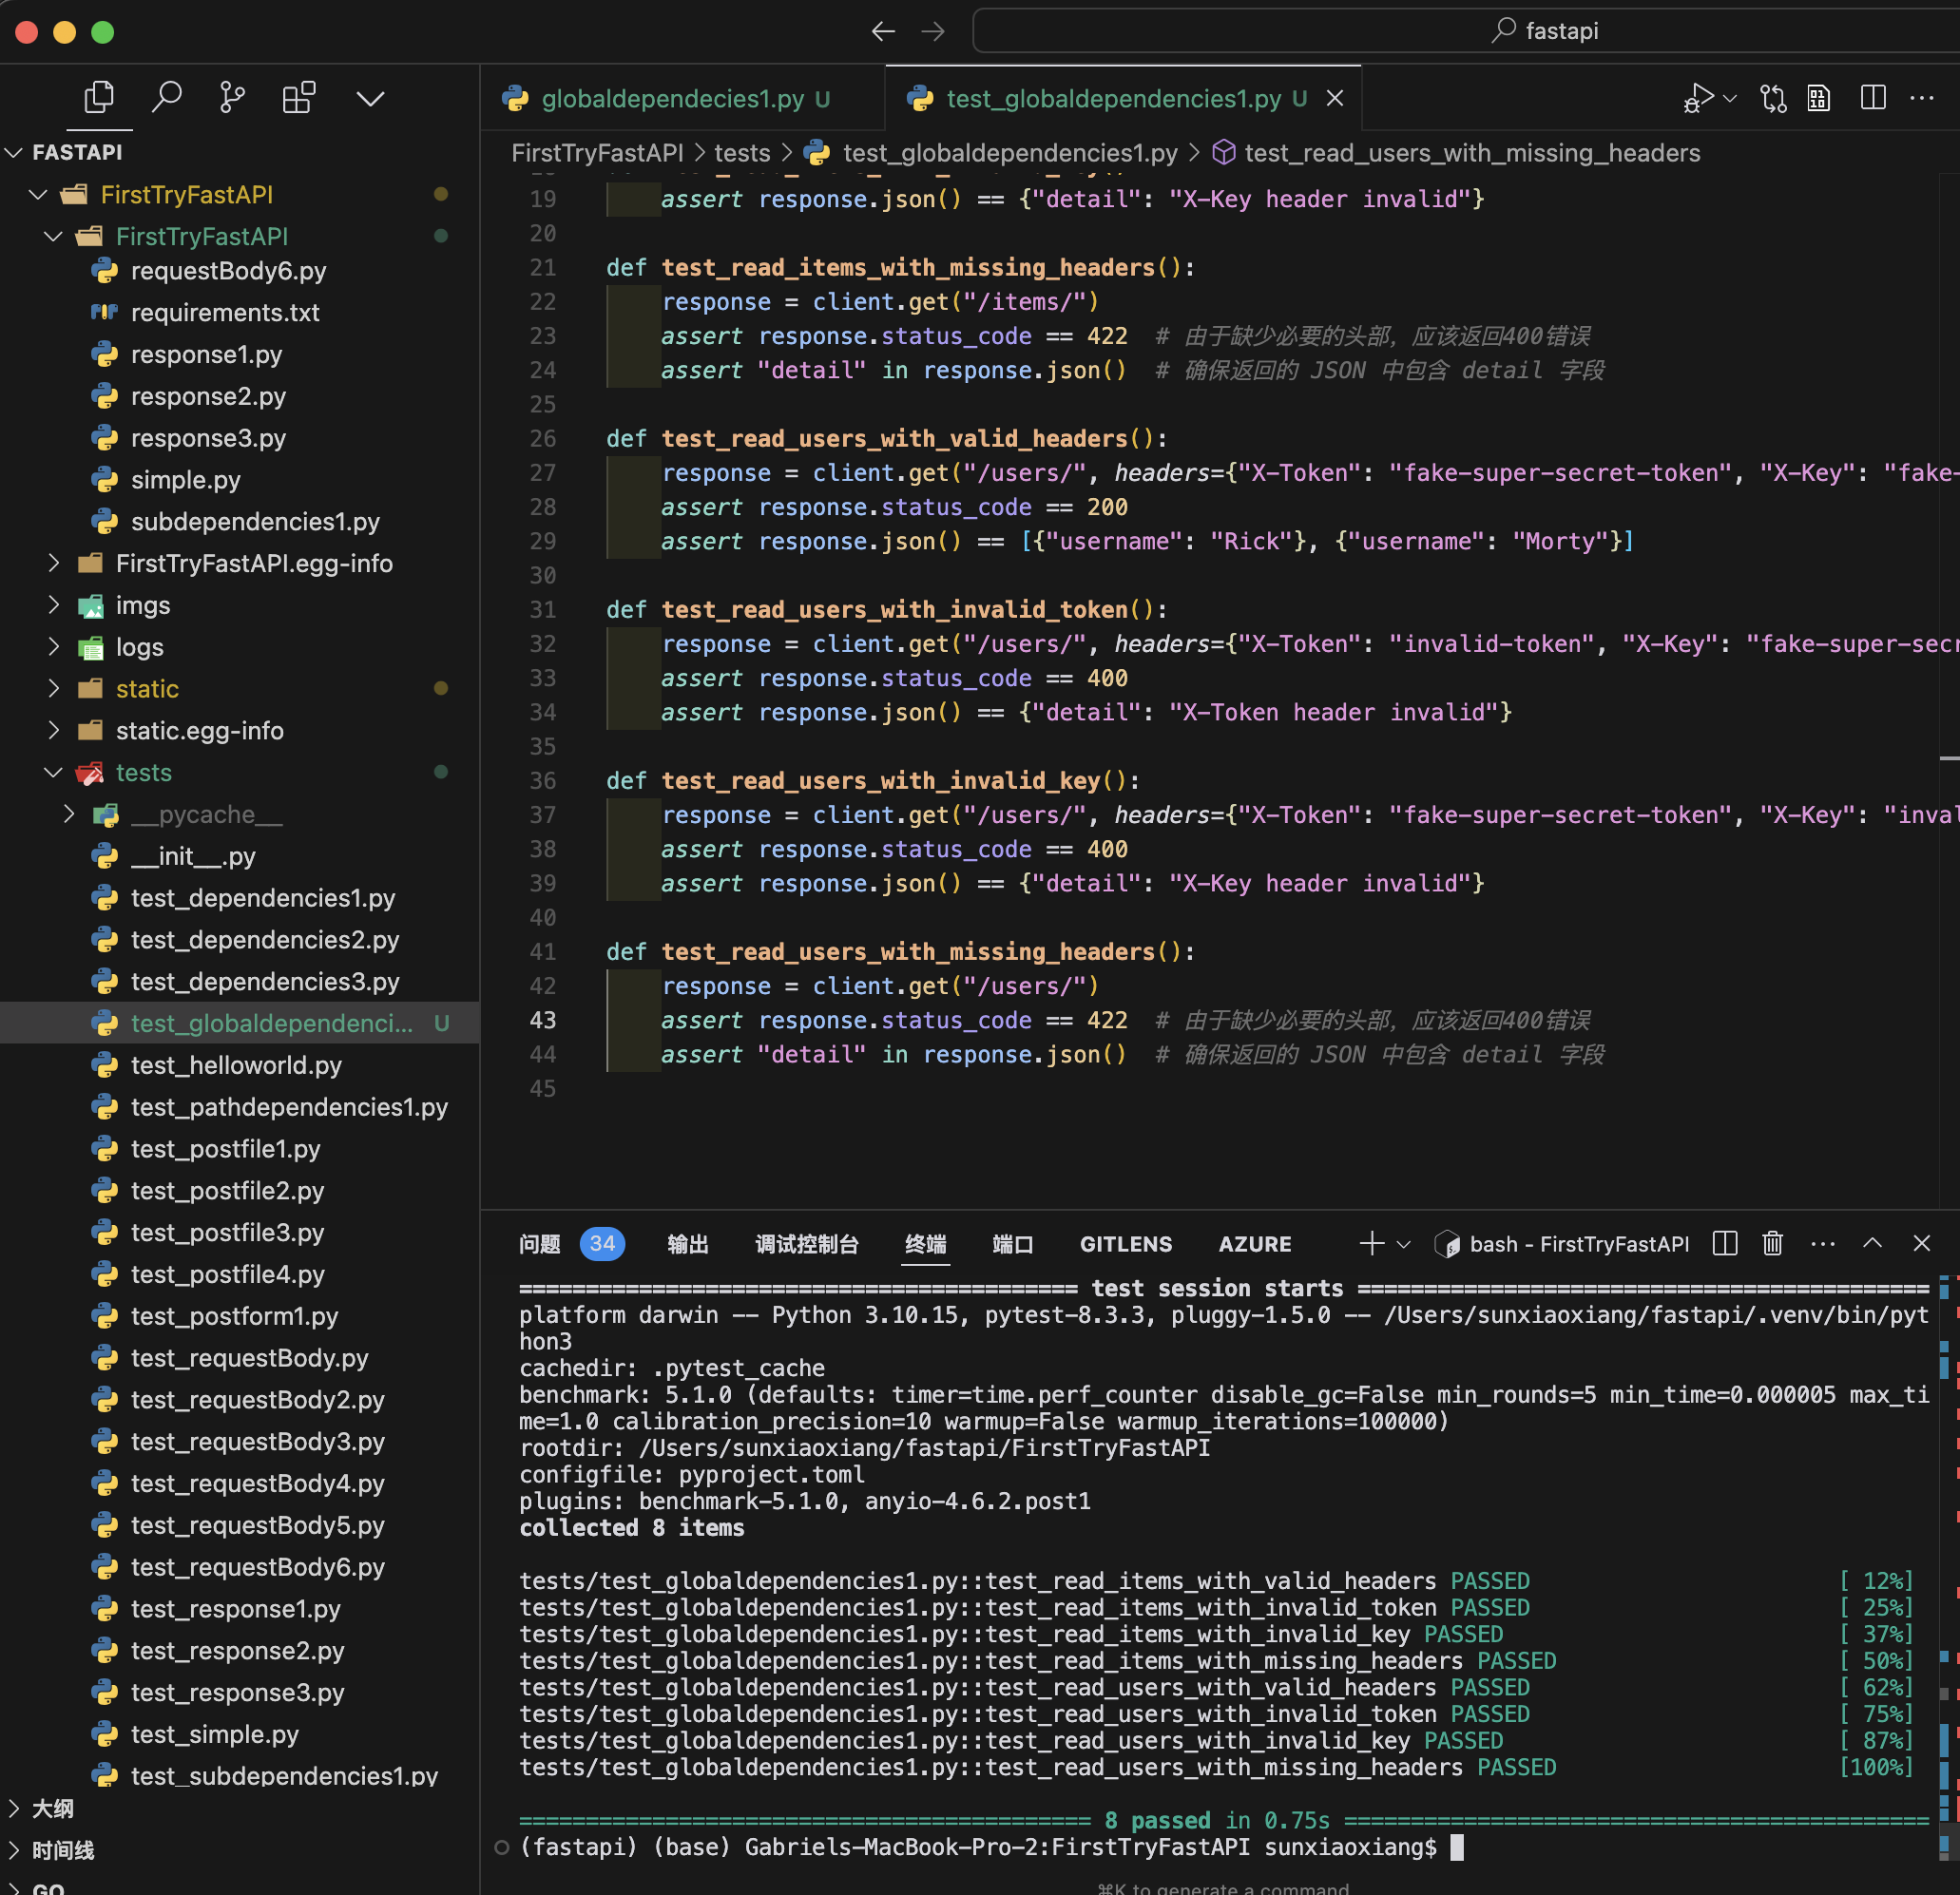 fastapi
globaldependecies1.py U
test_globaldependencies1.py U
FASTAPI
FirstTryFastAPI
FirstTryFastAPI
requestBody6.py
requirements.txt
response1.py
response2.py
response3.py
simple.py
subdependencies1.py
FirstTryFastAPI.egg-info
imgs
logs
static
static.egg-info
tests
__pycache__
__init__.py
test_dependencies1.py
test_dependencies2.py
test_dependencies3.py
test_globaldependenci... U
test_helloworld.py
test_pathdependencies1.py
test_postfile1.py
test_postfile2.py
test_postfile3.py
test_postfile4.py
test_postform1.py
test_requestBody.py
test_requestBody2.py
test_requestBody3.py
test_requestBody4.py
test_requestBody5.py
test_requestBody6.py
test_response1.py
test_response2.py
test_response3.py
test_simple.py
test_subdependencies1.py
大纲
时间线
GO
FirstTryFastAPI > tests > test_globaldependencies1.py > test_read_users_with_missing_headers
19 assert response.json() == {"detail": "X-Key header invalid"}
20
21 def test_read_items_with_missing_headers():
22 response = client.get("/items/")
23 assert response.status_code == 422 # 由于缺少必要的头部，应该返回400错误
24 assert "detail" in response.json() # 确保返回的 JSON 中包含 detail 字段
25
26 def test_read_users_with_valid_headers():
27 response = client.get("/users/", headers={"X-Token": "fake-super-secret-token", "X-Key": "fake-
28 assert response.status_code == 200
29 assert response.json() == [{"username": "Rick"}, {"username": "Morty"}]
30
31 def test_read_users_with_invalid_token():
32 response = client.get("/users/", headers={"X-Token": "invalid-token", "X-Key": "fake-super-secr
33 assert response.status_code == 400
34 assert response.json() == {"detail": "X-Token header invalid"}
35
36 def test_read_users_with_invalid_key():
37 response = client.get("/users/", headers={"X-Token": "fake-super-secret-token", "X-Key": "inval
38 assert response.status_code == 400
39 assert response.json() == {"detail": "X-Key header invalid"}
40
41 def test_read_users_with_missing_headers():
42 response = client.get("/users/")
43 assert response.status_code == 422 # 由于缺少必要的头部，应该返回400错误
44 assert "detail" in response.json() # 确保返回的 JSON 中包含 detail 字段
45
问题 34 输出 调试控制台 终端 端口 GITLENS AZURE bash - FirstTryFastAPI
========================================== test session starts ===========================================
platform darwin -- Python 3.10.15, pytest-8.3.3, pluggy-1.5.0 -- /Users/sunxiaoxiang/fastapi/.venv/bin/pyt
hon3
cachedir: .pytest_cache
benchmark: 5.1.0 (defaults: timer=time.perf_counter disable_gc=False min_rounds=5 min_time=0.000005 max_ti
me=1.0 calibration_precision=10 warmup=False warmup_iterations=100000)
rootdir: /Users/sunxiaoxiang/fastapi/FirstTryFastAPI
configfile: pyproject.toml
plugins: benchmark-5.1.0, anyio-4.6.2.post1
collected 8 items
tests/test_globaldependencies1.py::test_read_items_with_valid_headers PASSED [ 12%]
tests/test_globaldependencies1.py::test_read_items_with_invalid_token PASSED [ 25%]
tests/test_globaldependencies1.py::test_read_items_with_invalid_key PASSED [ 37%]
tests/test_globaldependencies1.py::test_read_items_with_missing_headers PASSED [ 50%]
tests/test_globaldependencies1.py::test_read_users_with_valid_headers PASSED [ 62%]
tests/test_globaldependencies1.py::test_read_users_with_invalid_token PASSED [ 75%]
tests/test_globaldependencies1.py::test_read_users_with_invalid_key PASSED [ 87%]
tests/test_globaldependencies1.py::test_read_users_with_missing_headers PASSED [100%]
=========================================== 8 passed in 0.75s ============================================
(fastapi) (base) Gabriels-MacBook-Pro-2:FirstTryFastAPI sunxiaoxiang$
⌘K to generate a command